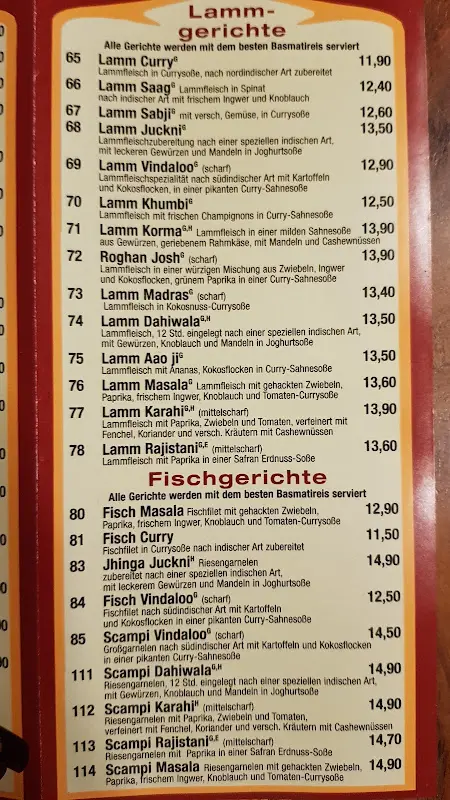 Lamm-
gerichte
Alle Gerichte werden mit dem besten Basmatireis serviert
65 Lamm Curry G 11,90
Lammfleisch in Currysoße, nach nordindischer Art zubereitet
66 Lamm Saag G Lammfleisch in Spinat 12,40
nach indischer Art mit frischem Ingwer und Knoblauch
67 Lamm Sabji G mit versch, Gemüse, in Currysoße 12,60
68 Lamm Juckni G 13,50
Lammfleischzubereitung nach einer speziellen indischen Art,
mit leckeren Gewürzen und Mandeln in Joghurtsoße
69 Lamm Vindaloo G (scharf) 12,90
Lammfleischspezialität nach südindischer Art mit Kartoffeln
und Kokosflocken, in einer pikanten Curry-Sahnesoße
70 Lamm Khumbi G 12,50
Lammfleisch mit frischen Champignons in Curry-Sahnesoße
71 Lamm Korma G,H Lammfleisch in einer milden Sahnesoße 13,90
aus Gewürzen, geriebenem Rahmkäse, mit Mandeln und Cashewnüssen
72 Roghan Josh G (scharf) 13,90
Lammfleisch in einer würzigen Mischung aus Zwiebeln, Ingwer
und Kokosflocken, grünem Paprika in einer Curry-Sahnesoße
73 Lamm Madras G (scharf) 13,40
Lammfleisch in Kokosnuss-Currysoße
74 Lamm Dahiwala G,H 13,50
Lammfleisch, 12 Std. eingelegt nach einer speziellen indischen Art,
mit Gewürzen, Knoblauch und Mandeln in Joghurtsoße
75 Lamm Aao ji G 13,50
Lammfleisch mit Ananas, Kokosflocken in Curry-Sahnesoße
76 Lamm Masala G Lammfleisch mit gehackten Zwiebeln, 13,60
Paprika, frischem Ingwer, Knoblauch und Tomaten-Currysoße
77 Lamm Karahi G,H (mittelscharf) 13,90
Lammfleisch mit Paprika, Zwiebeln und Tomaten, verfeinert mit
Fenchel, Koriander und versch. Kräutern mit Cashewnüssen
78 Lamm Rajistani G,E (mittelscharf) 13,60
Lammfleisch mit Paprika in einer Safran Erdnuss-Soße
Fischgerichte
Alle Gerichte werden mit dem besten Basmatireis serviert
80 Fisch Masala Fischfilet mit gehackten Zwiebeln, 12,90
Paprika, frischem Ingwer, Knoblauch und Tomaten-Currysoße
81 Fisch Curry 11,50
Fischfilet in Currysoße nach indischer Art zubereitet
83 Jhinga Juckni H Riesengarnelen 14,90
zubereitet nach einer speziellen indischen Art,
mit leckerem Gewürzen und Mandeln in Joghurtsoße
84 Fisch Vindaloo G (scharf) 12,50
Fischfilet nach südindischer Art mit Kartoffeln
und Kokosflocken in einer pikanten Curry-Sahnesoße
85 Scampi Vindaloo G (scharf) 14,50
Großgarnelen nach südindischer Art mit Kartoffeln und Kokosflocken
in einer pikanten Curry-Sahnesoße
111 Scampi Dahiwala G,H 14,90
Riesengarnelen, 12 Std. eingelegt nach einer speziellen indischen Art,
mit Gewürzen, Knoblauch und Mandeln in Joghurtsoße
112 Scampi Karahi H (mittelscharf) 14,90
Riesengarnelen mit Paprika, Zwiebeln und Tomaten,
verfeinert mit Fenchel, Koriander und versch. Kräutern mit Cashewnüssen
113 Scampi Rajistani G,E (mittelscharf) 14,70
Riesengarnelen mit Paprika in einer Safran Erdnuss-Soße
114 Scampi Masala Riesengarnelen mit gehackten Zwiebeln, 14,90
Paprika, frischem Ingwer, Knoblauch und Tomaten-Currysoße